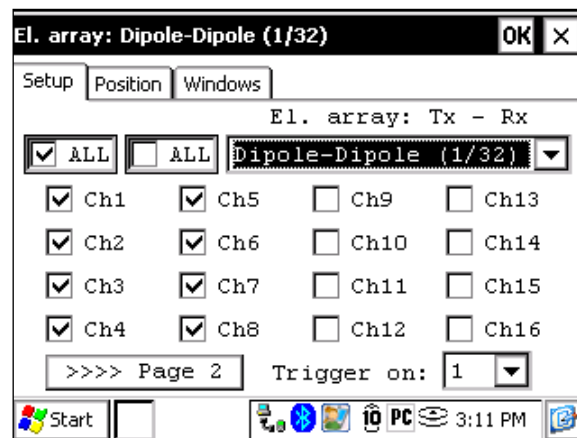 El. array: Dipole-Dipole (1/32) OK ×
Setup Position Windows
El. array: Tx - Rx
ALL ALL Dipole-Dipole (1/32)
Ch1 Ch5 Ch9 Ch13
Ch2 Ch6 Ch10 Ch14
Ch3 Ch7 Ch11 Ch15
Ch4 Ch8 Ch12 Ch16
>>>> Page 2 Trigger on: 1
Start PC 3:11 PM